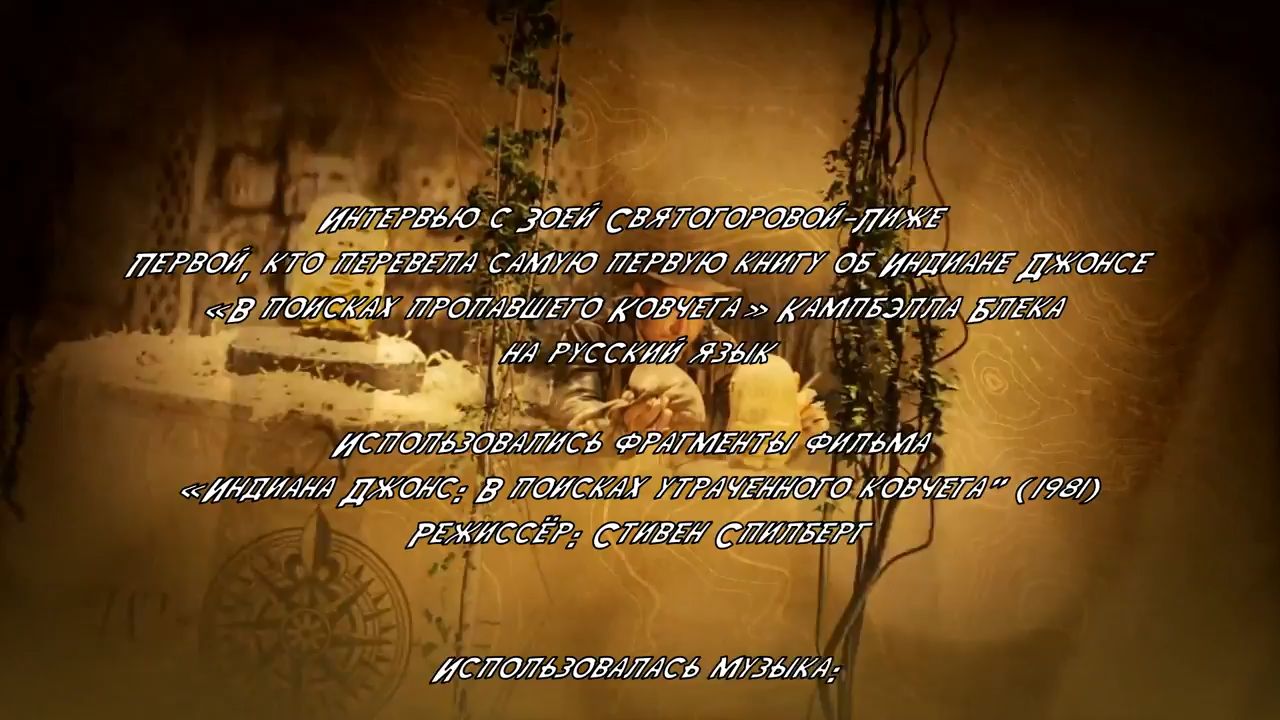 Интервью с Зоей Святогоровой-Лиже
Первой, кто перевела самую первую книгу об Индиане Джонсе
«В поисках пропавшего Ковчега» Кампбэлла Блека
на русский язык
Использовались фрагменты фильма
«Индиана Джонс: В поисках утраченного ковчега" (1981)
Режиссёр: Стивен Спилберг
Использовалась музыка: